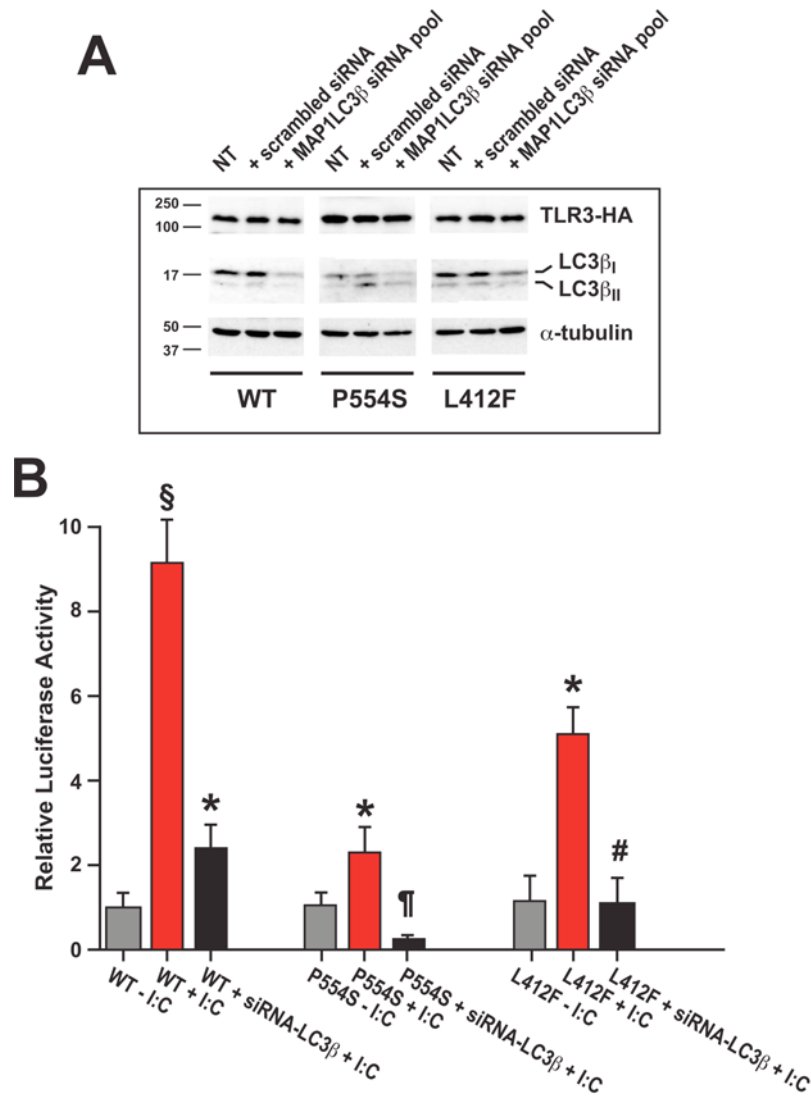 A
NT
+ scrambled siRNA
+ MAP1LC3β siRNA pool
NT
+ scrambled siRNA
+ MAP1LC3β siRNA pool
NT
+ scrambled siRNA
+ MAP1LC3β siRNA pool
250
100
TLR3-HA
17
LC3βI
LC3βII
50
37
α-tubulin
WT
P554S
L412F
B
Relative Luciferase Activity
10
8
6
4
2
0
§
*
*
¶
*
#
WT - I:C
WT + I:C
WT + siRNA-LC3β + I:C
P554S - I:C
P554S + I:C
P554S + siRNA-LC3β + I:C
L412F - I:C
L412F + I:C
L412F + siRNA-LC3β + I:C